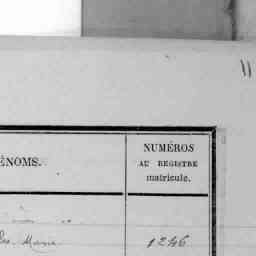 11
ÉNOMS.
NUMÉROS
AU REGISTRE
matricule.
Marie
1246